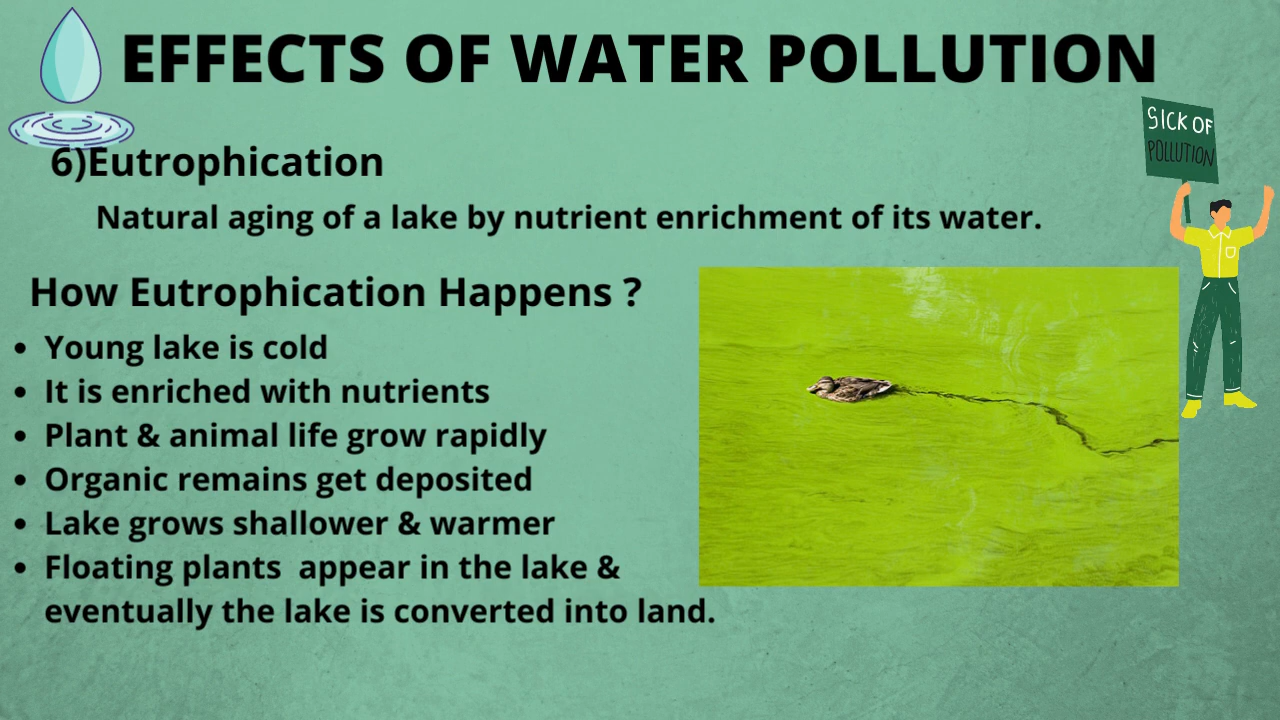 EFFECTS OF WATER POLLUTION
SICK OF
POLLUTION
6)Eutrophication
Natural aging of a lake by nutrient enrichment of its water.
How Eutrophication Happens ?
• Young lake is cold
• It is enriched with nutrients
• Plant & animal life grow rapidly
• Organic remains get deposited
• Lake grows shallower & warmer
• Floating plants  appear in the lake &
eventually the lake is converted into land.